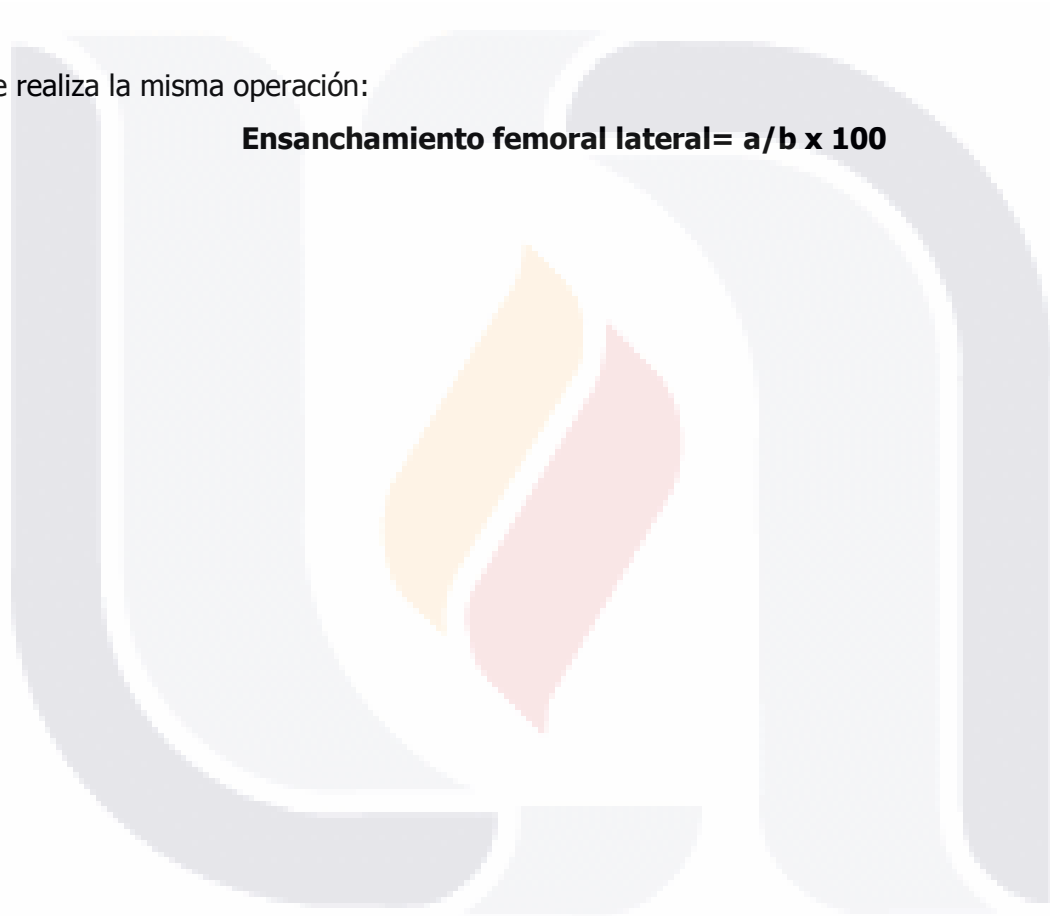 e realiza la misma operación:
Ensanchamiento femoral lateral= a/b x 100